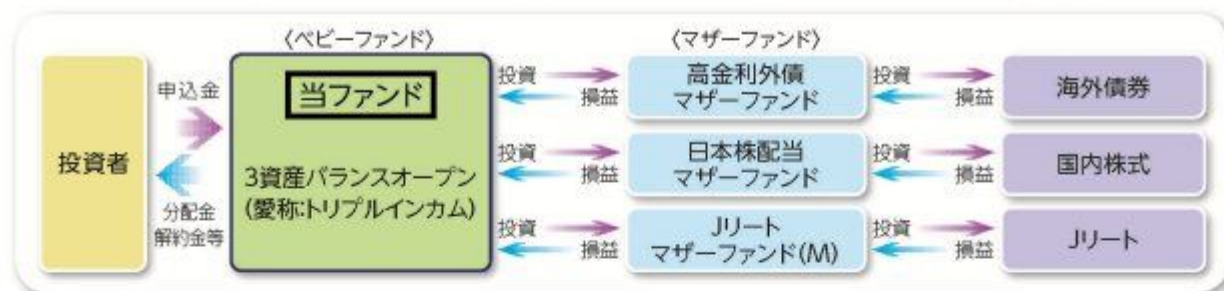 〈ベビーファンド〉
〈マザーファンド〉
投資者
申込金
分配金
解約金等
当ファンド
3資産バランスオープン
(愛称:トリプルインカム)
投資
損益
高金利外債
マザーファンド
投資
損益
海外債券
投資
損益
日本株配当
マザーファンド
投資
損益
国内株式
投資
損益
Jリート
マザーファンド(M)
投資
損益
Jリート